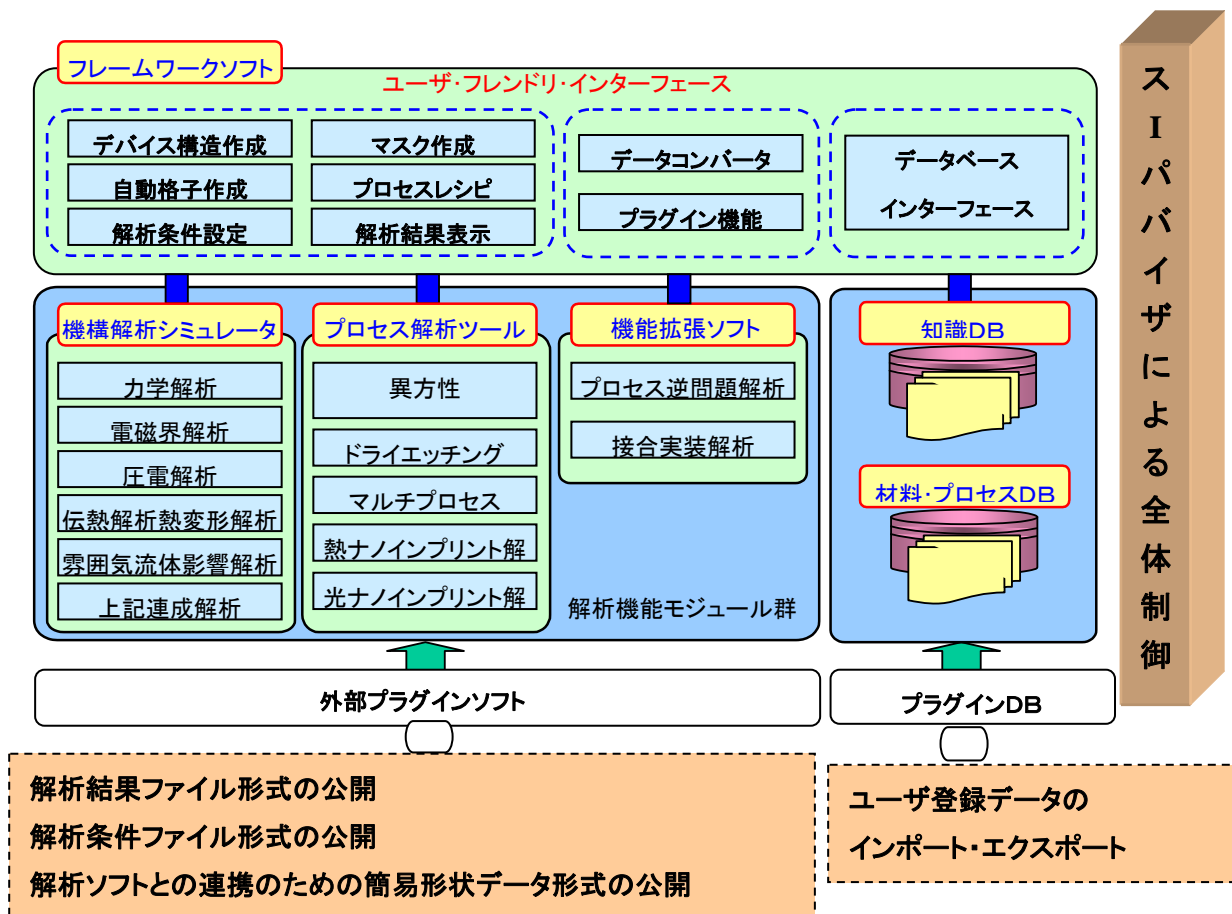 フレームワークソフト
ユーザ・フレンドリ・インターフェース
デバイス構造作成
マスク作成
自動格子作成
プロセスレシピ
解析条件設定
解析結果表示
データコンバータ
プラグイン機能
データベース
インターフェース
機構解析シミュレータ
力学解析
電磁界解析
圧電解析
伝熱解析熱変形解析
雰囲気流体影響解析
上記連成解析
プロセス解析ツール
異方性
ドライエッチング
マルチプロセス
熱ナノインプリント解
光ナノインプリント解
機能拡張ソフト
プロセス逆問題解析
接合実装解析
解析機能モジュール群
知識DB
材料・プロセスDB
スIパバイザによる全体制御
外部プラグインソフト
プラグインDB
解析結果ファイル形式の公開
解析条件ファイル形式の公開
解析ソフトとの連携のための簡易形状データ形式の公開
ユーザ登録データの
インポート・エクスポート